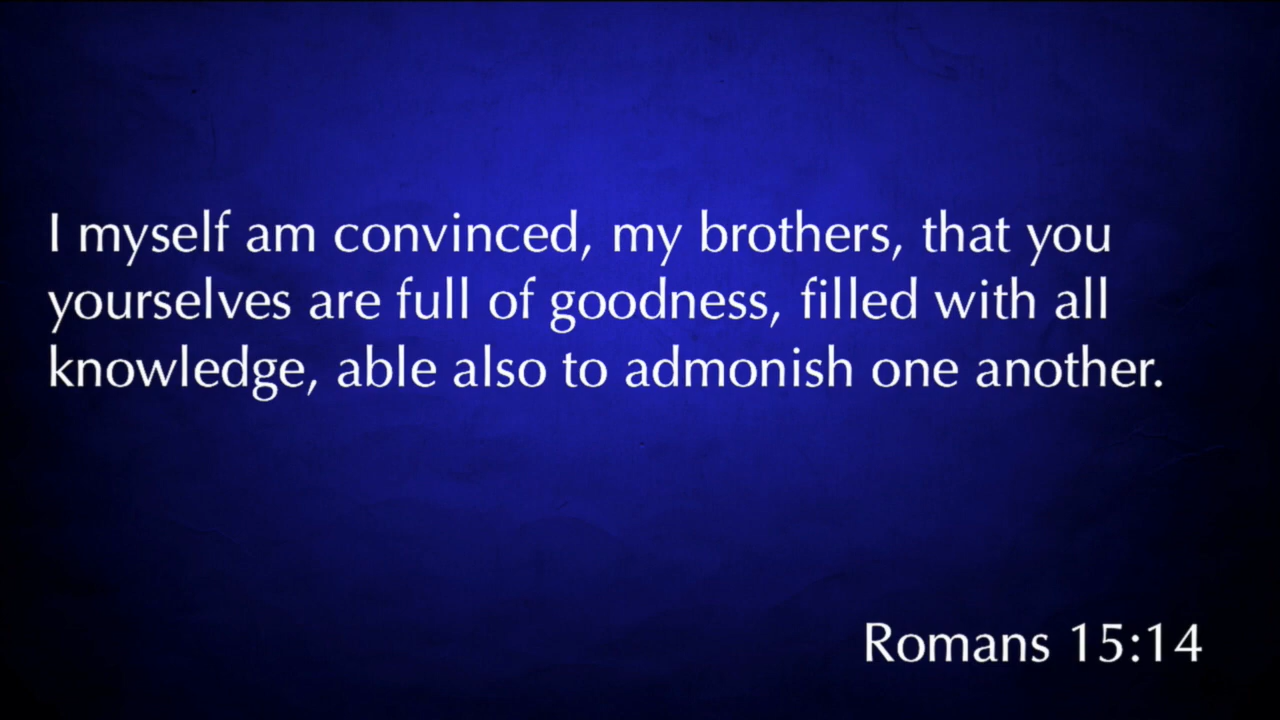 I myself am convinced, my brothers, that you
yourselves are full of goodness, filled with all
knowledge, able also to admonish one another.
Romans 15:14